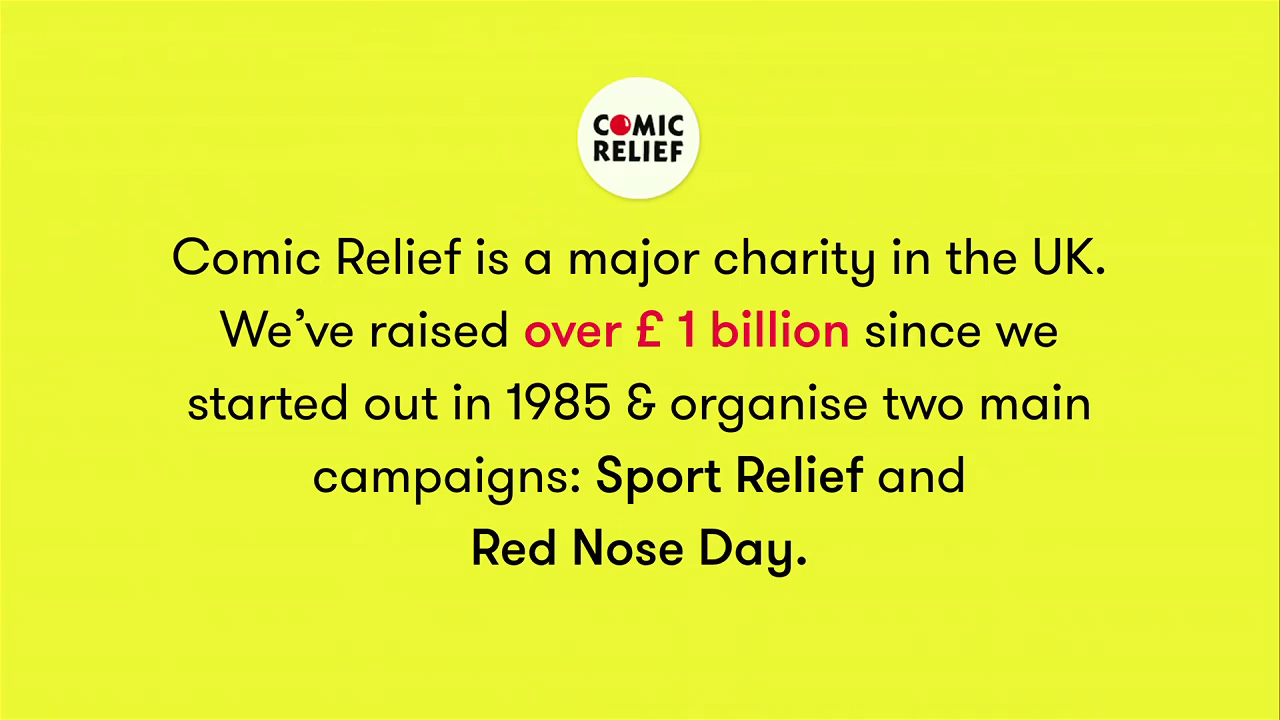 COMIC
RELIEF
Comic Relief is a major charity in the UK.
We’ve raised over £ 1 billion since we
started out in 1985 & organise two main
campaigns: Sport Relief and
Red Nose Day.